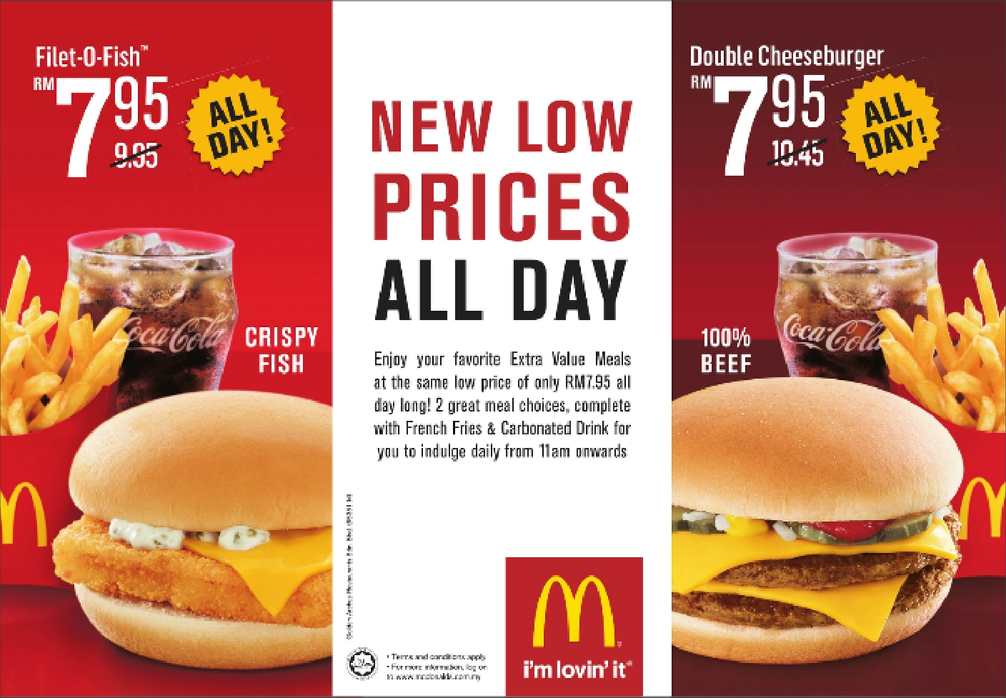 Filet-O-Fish™
RM
7 95
9.95
ALL
DAY!
Coca-Cola
CRISPY
FISH
NEW LOW
PRICES
ALL DAY
Enjoy your favorite Extra Value Meals
at the same low price of only RM7.95 all
day long! 2 great meal choices, complete
with French Fries & Carbonated Drink for
you to indulge daily from 11am onwards
• Terms and conditions apply.
• For more information, log on
to www.mcdonalds.com.my
i'm lovin' it®
Double Cheeseburger
RM
7 95
10.45
ALL
DAY!
Coca-Cola
100%
BEEF